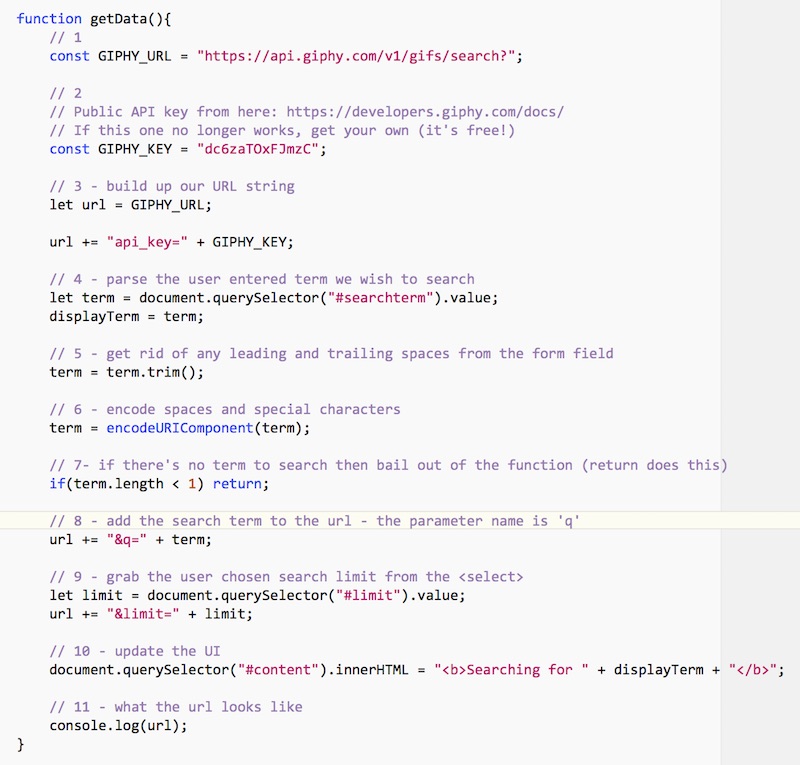 function getData(){
    // 1
    const GIPHY_URL = "https://api.giphy.com/v1/gifs/search?";

    // 2
    // Public API key from here: https://developers.giphy.com/docs/
    // If this one no longer works, get your own (it's free!)
    const GIPHY_KEY = "dc6zaTOxFJmzC";

    // 3 - build up our URL string
    let url = GIPHY_URL;

    url += "api_key=" + GIPHY_KEY;

    // 4 - parse the user entered term we wish to search
    let term = document.querySelector("#searchterm").value;
    displayTerm = term;

    // 5 - get rid of any leading and trailing spaces from the form field
    term = term.trim();

    // 6 - encode spaces and special characters
    term = encodeURIComponent(term);

    // 7- if there's no term to search then bail out of the function (return does this)
    if(term.length < 1) return;

    // 8 - add the search term to the url - the parameter name is 'q'
    url += "&q=" + term;

    // 9 - grab the user chosen search limit from the <select>
    let limit = document.querySelector("#limit").value;
    url += "&limit=" + limit;

    // 10 - update the UI
    document.querySelector("#content").innerHTML = "<b>Searching for " + displayTerm + "</b>";

    // 11 - what the url looks like
    console.log(url);
}